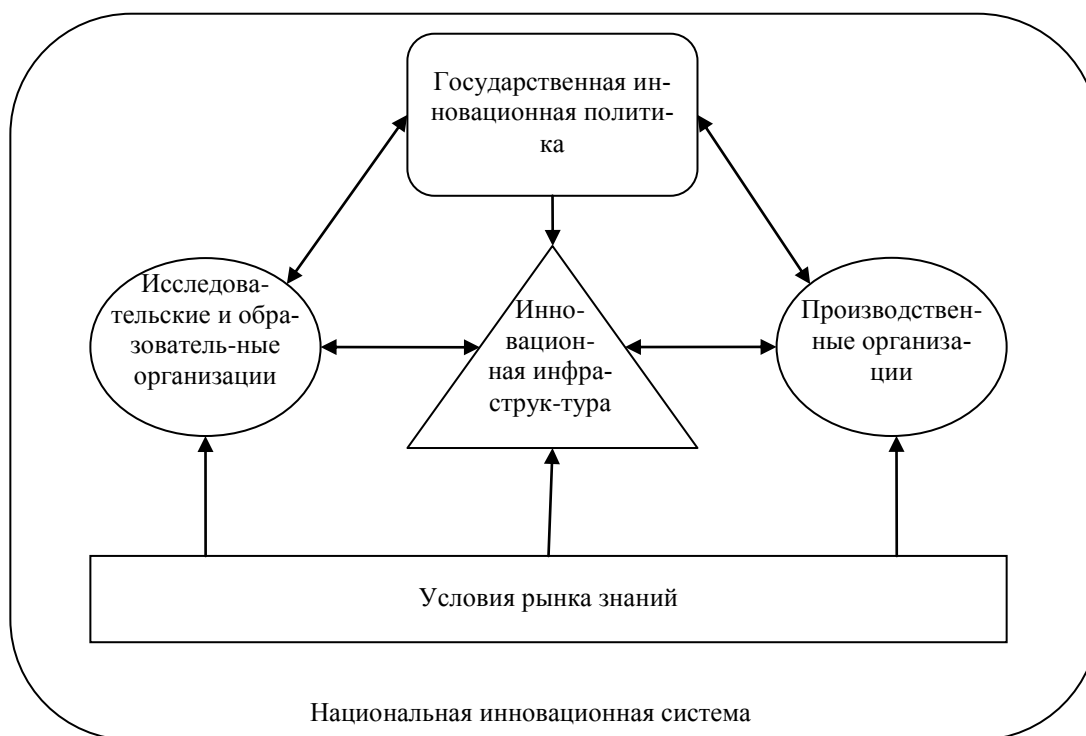 Государственная ин-
новационная полити-
ка
Исследова-
тельские и обра-
зователь-ные
организации
Инно-
вацион-
ная инфра-
струк-тура
Производствен-
ные организа-
ции
Условия рынка знаний
Национальная инновационная система